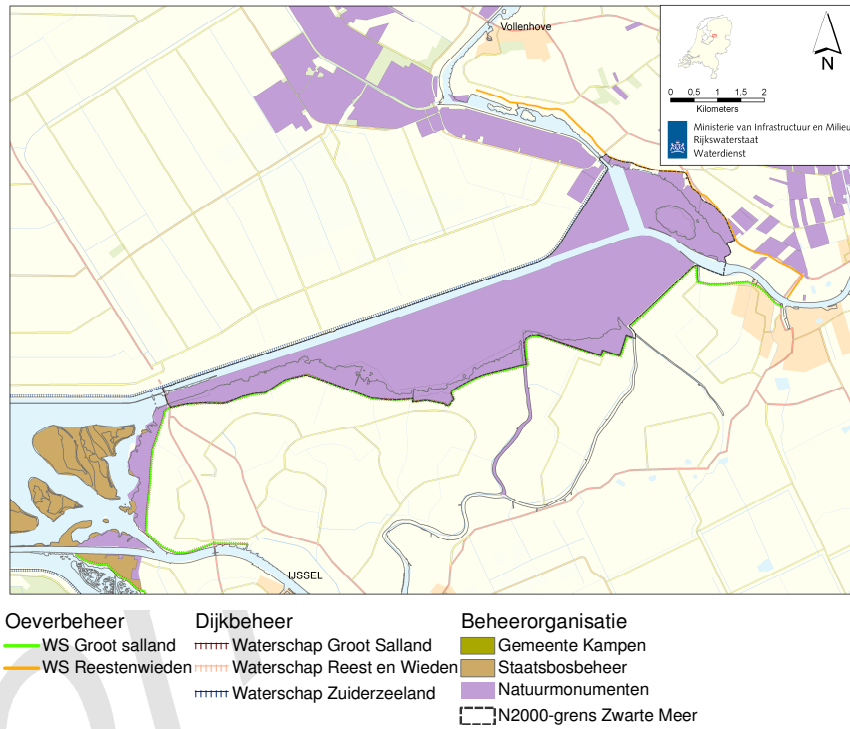 Vollenhove
N
0 0,5 1 1,5 2
Kilometers
Ministerie van Infrastructuur en Milieu
Rijkswaterstaat
Waterdienst
IJSSEL
Oeverbeheer
WS Groot salland
WS Reestenwieden
Dijkbeheer
Waterschap Groot Salland
Waterschap Reest en Wieden
Waterschap Zuiderzeeland
Beheerorganisatie
Gemeente Kampen
Staatsbosbeheer
Natuurmonumenten
N2000-grens Zwarte Meer